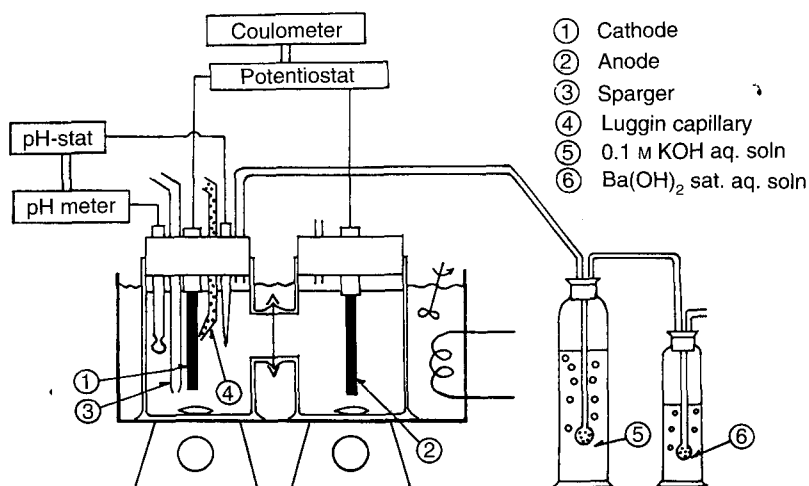 Coulometer
Potentiostat
pH-stat
pH meter
① Cathode
② Anode
③ Sparger
④ Luggin capillary
⑤ 0.1 M KOH aq. soln
⑥ Ba(OH)₂ sat. aq. soln
①
③
④
②
⑤
⑥